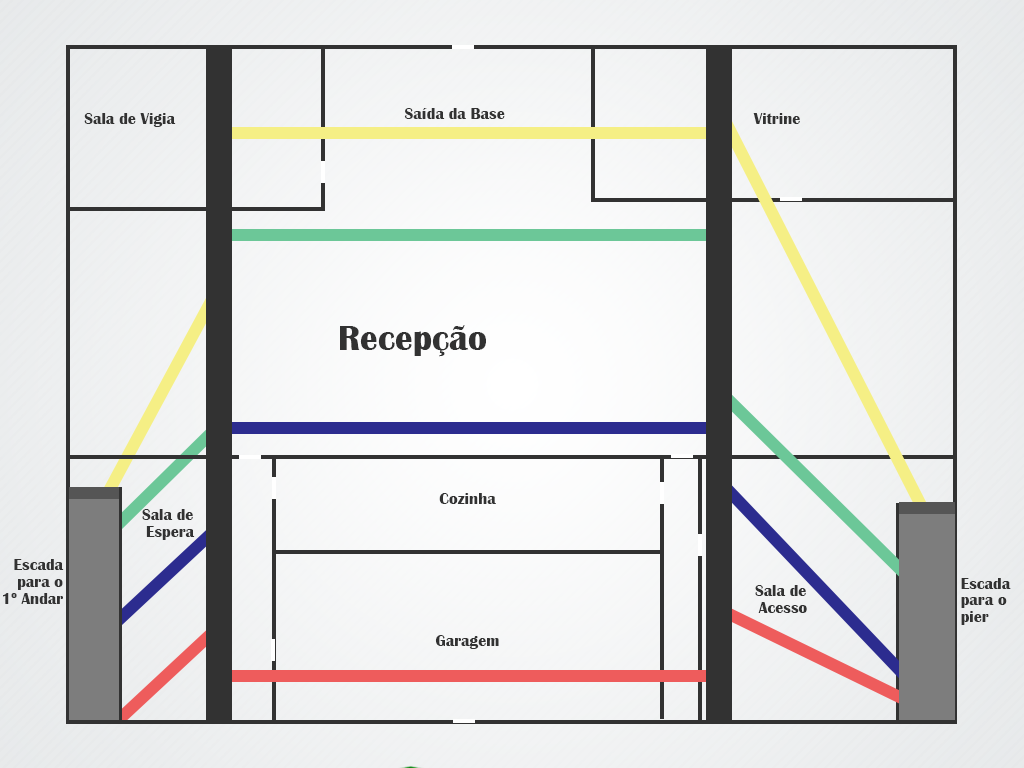 Saída da Base
Sala de Vigia
Vitrine
Recepção
Cozinha
Sala de
Espera
Escada
para o
1º Andar
Sala de
Acesso
Escada
para o
pier
Garagem